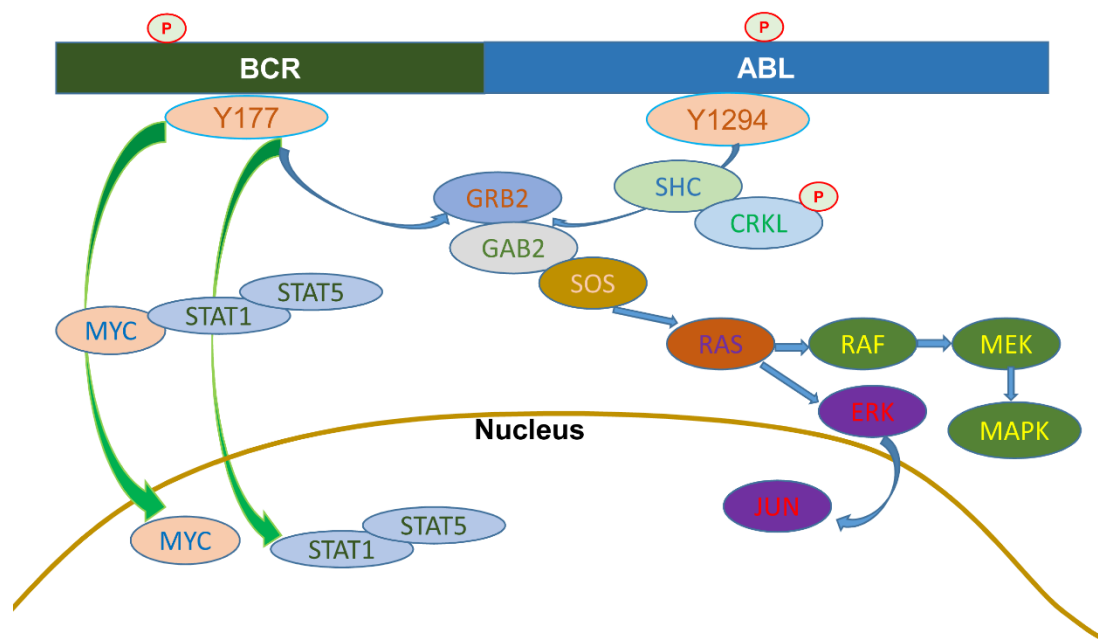 P
P
BCR
ABL
Y177
Y1294
SHC
P
GRB2
CRKL
GAB2
SOS
STAT5
STAT1
MYC
RAS
RAF
MEK
ERK
Nucleus
MAPK
JUN
STAT5
MYC
STAT1